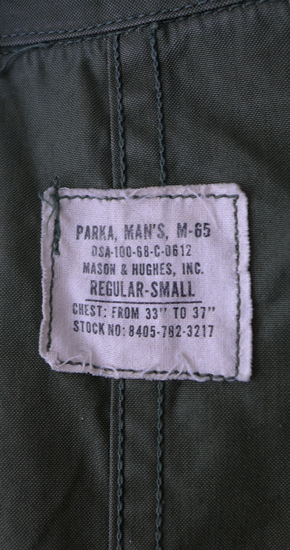 PARKA, MAN'S, M-65
DSA-100-68-C-0612
MASON & HUGHES, INC.
REGULAR-SMALL
CHEST: FROM 33" TO 37"
STOCK NO: 8405-782-3217